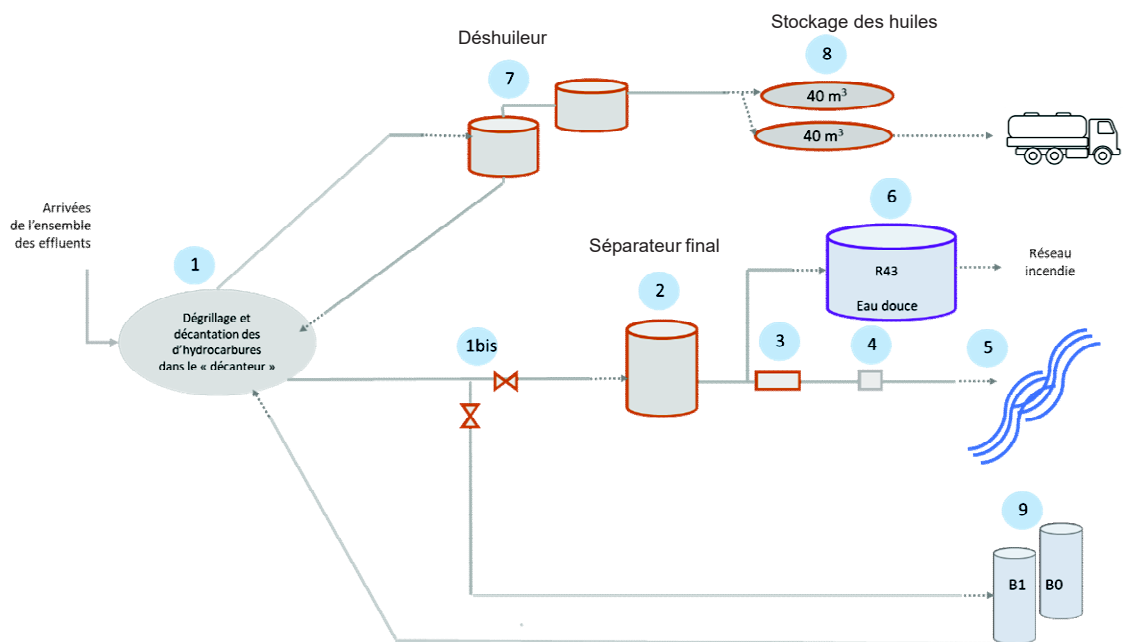 Stockage des huiles
Déshuileur
8
7
40 m³
40 m³
Arrivées
de l'ensemble
des effluents
6
Séparateur final
1
R43
Réseau
incendie
2
Eau douce
Dégrillage et
décantation des
d'hydrocarbures
dans le « décanteur »
1bis
3
4
5
9
B1
B0